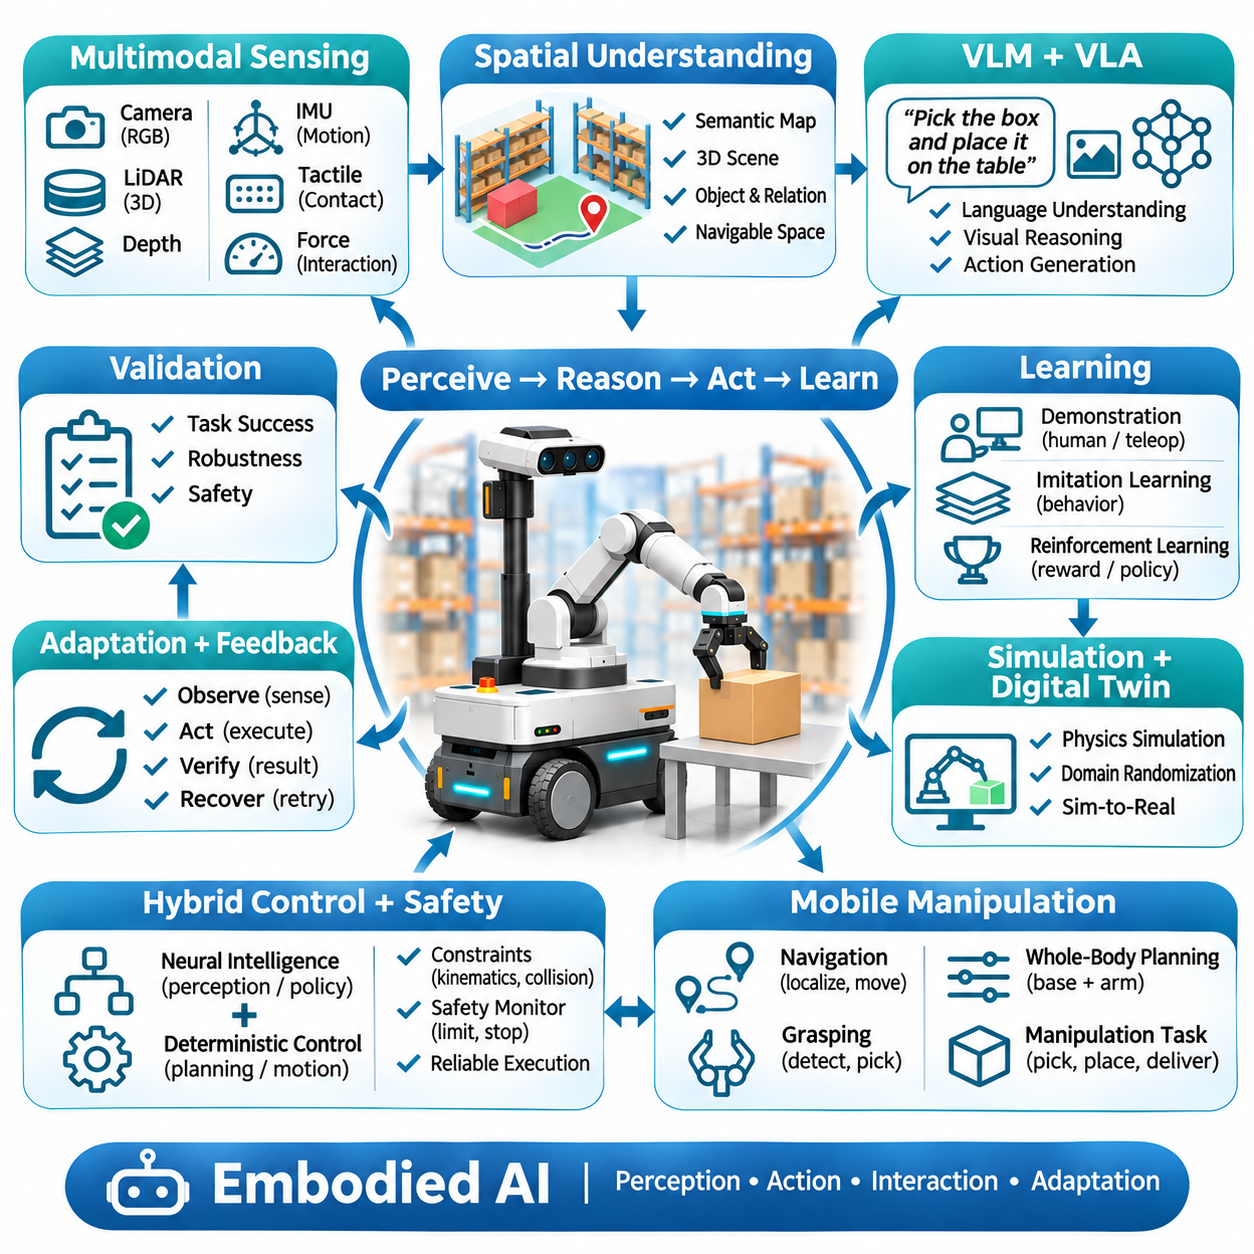 Multimodal Sensing
Camera
(RGB)
LiDAR
(3D)
Depth
IMU
(Motion)
Tactile
(Contact)
Force
(Interaction)
Spatial Understanding
Semantic Map
3D Scene
Object & Relation
Navigable Space
VLM + VLA
“Pick the box
and place it
on the table”
Language Understanding
Visual Reasoning
Action Generation
Perceive → Reason → Act → Learn
Validation
Task Success
Robustness
Safety
Learning
Demonstration
(human / teleop)
Imitation Learning
(behavior)
Reinforcement Learning
(reward / policy)
Adaptation + Feedback
Observe (sense)
Act (execute)
Verify (result)
Recover (retry)
Simulation +
Digital Twin
Physics Simulation
Domain Randomization
Sim-to-Real
Hybrid Control + Safety
Neural Intelligence
(perception / policy)
+
Deterministic Control
(planning / motion)
Constraints
(kinematics, collision)
Safety Monitor
(limit, stop)
Reliable Execution
Mobile Manipulation
Navigation
(localize, move)
Grasping
(detect, pick)
Whole-Body Planning
(base + arm)
Manipulation Task
(pick, place, deliver)
Embodied AI | Perception • Action • Interaction • Adaptation